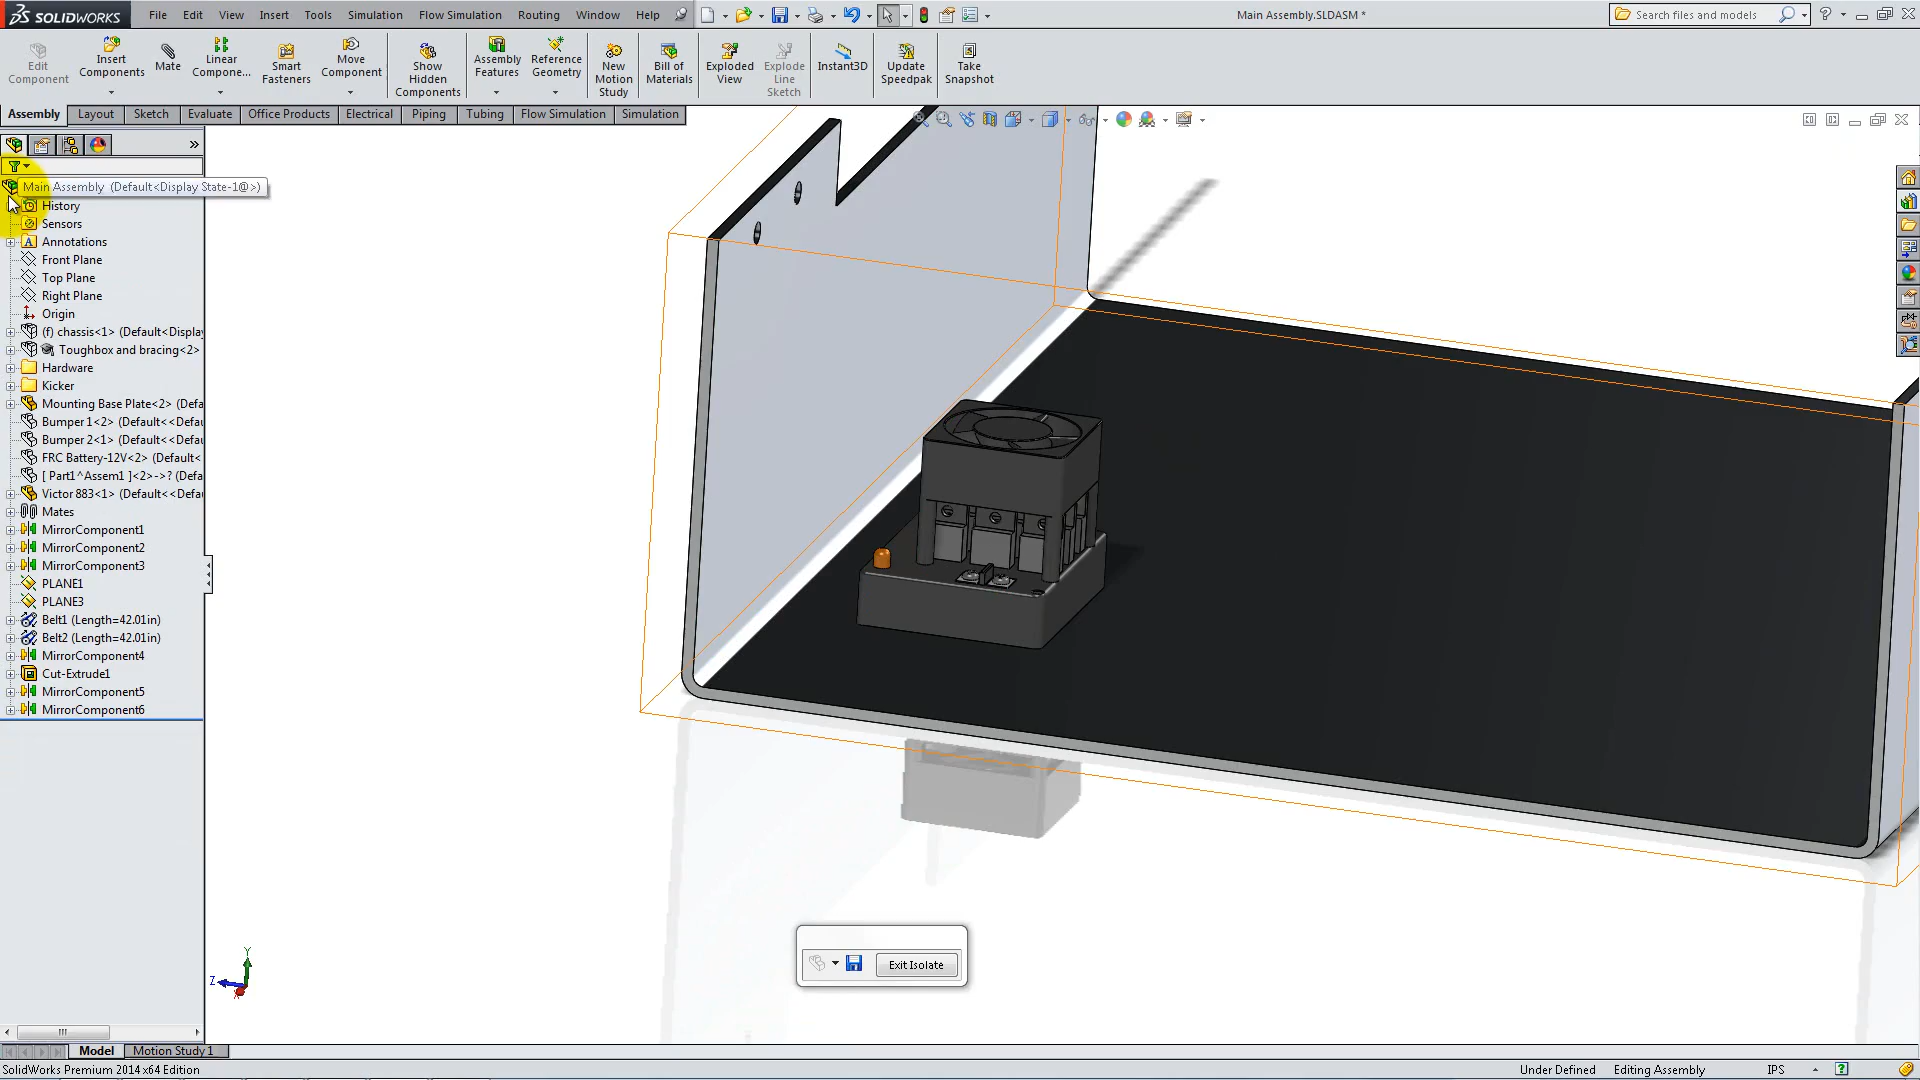 SOLIDWORKS File Edit View Insert Tools Simulation Flow Simulation Routing Window Help Main Assembly.SLDASM * Search files and models
Edit Component
Insert Components
Mate
Linear Compone...
Smart Fasteners
Move Component
Show Hidden Components
Assembly Features
Reference Geometry
New Motion Study
Bill of Materials
Exploded View
Explode Line Sketch
Instant3D
Update Speedpak
Take Snapshot
Assembly Layout Sketch Evaluate Office Products Electrical Piping Tubing Flow Simulation Simulation
Main Assembly (Default<Display State-1@>)
History
Sensors
Annotations
Front Plane
Top Plane
Right Plane
Origin
(f) chassis<1> (Default<Display
Toughbox and bracing<2>
Hardware
Kicker
Mounting Base Plate<2> (Defa
Bumper 1<2> (Default<<Defau
Bumper 2<1> (Default<<Defau
FRC Battery-12V<2> (Default<
[ Part1^Assem1 ]<2>->? (Defa
Victor 883<1> (Default<<Defau
Mates
MirrorComponent1
MirrorComponent2
MirrorComponent3
PLANE1
PLANE3
Belt1 (Length=42.01in)
Belt2 (Length=42.01in)
MirrorComponent4
Cut-Extrude1
MirrorComponent5
MirrorComponent6
Y
Z
Exit Isolate
Model Motion Study 1
SolidWorks Premium 2014 x64 Edition Under Defined Editing Assembly IPS